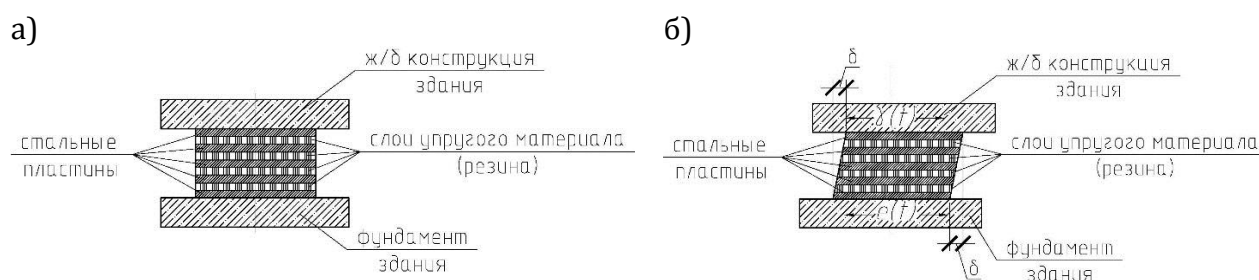 а)
ж/д конструкция
здания
стальные
пластины
слои упругого материала
(резина)
фундамент
здания
б)
δ
ж/д конструкция
здания
стальные
пластины
слои упругого материала
(резина)
фундамент
здания
δ